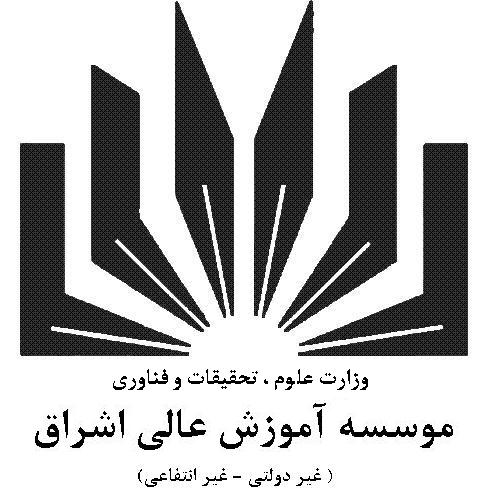 وزارت علوم ، تحقیقات و فناوری
موسسه آموزش عالی اشراق
( غیر دولتی - غیر انتفاعی)